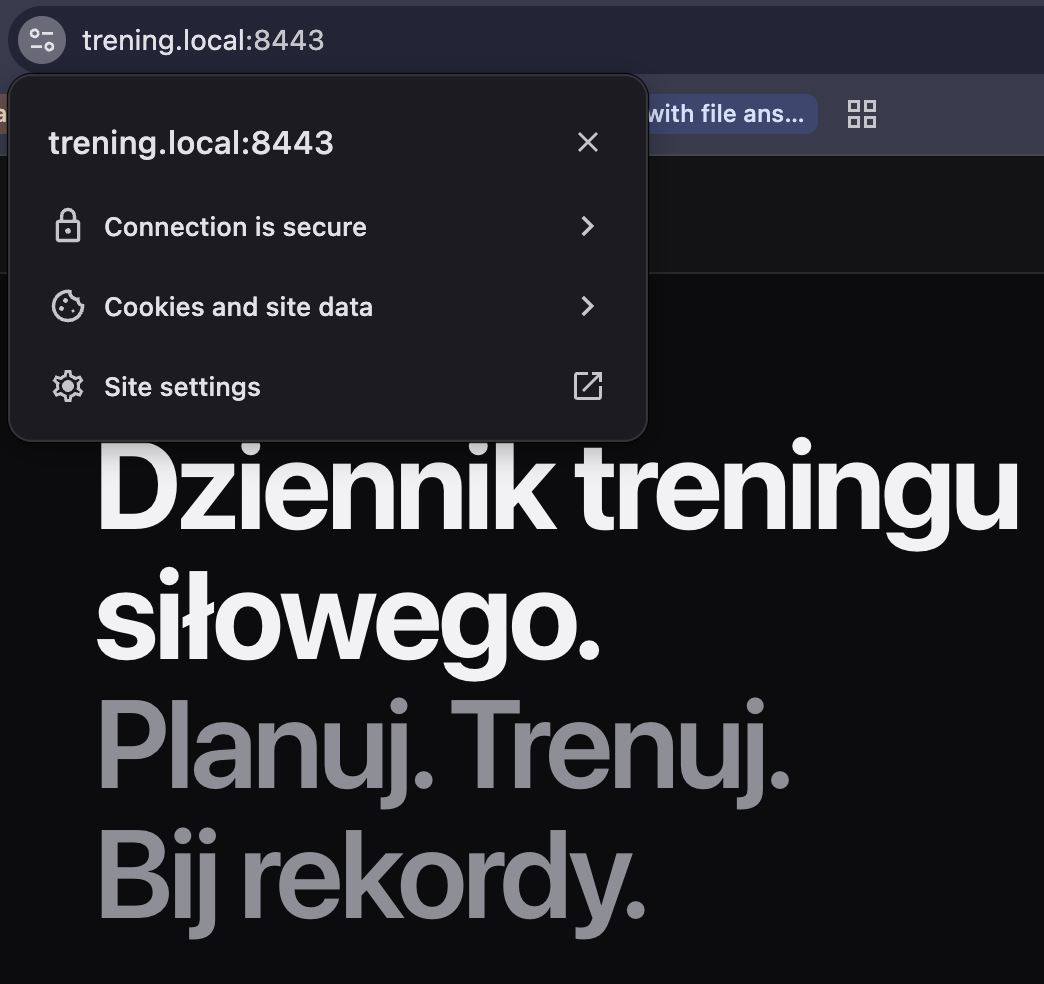 trening.local:8443
with file ans...
trening.local:8443
Connection is secure
Cookies and site data
Site settings
Dziennik treningu
siłowego.
Planuj. Trenuj.
Bij rekordy.